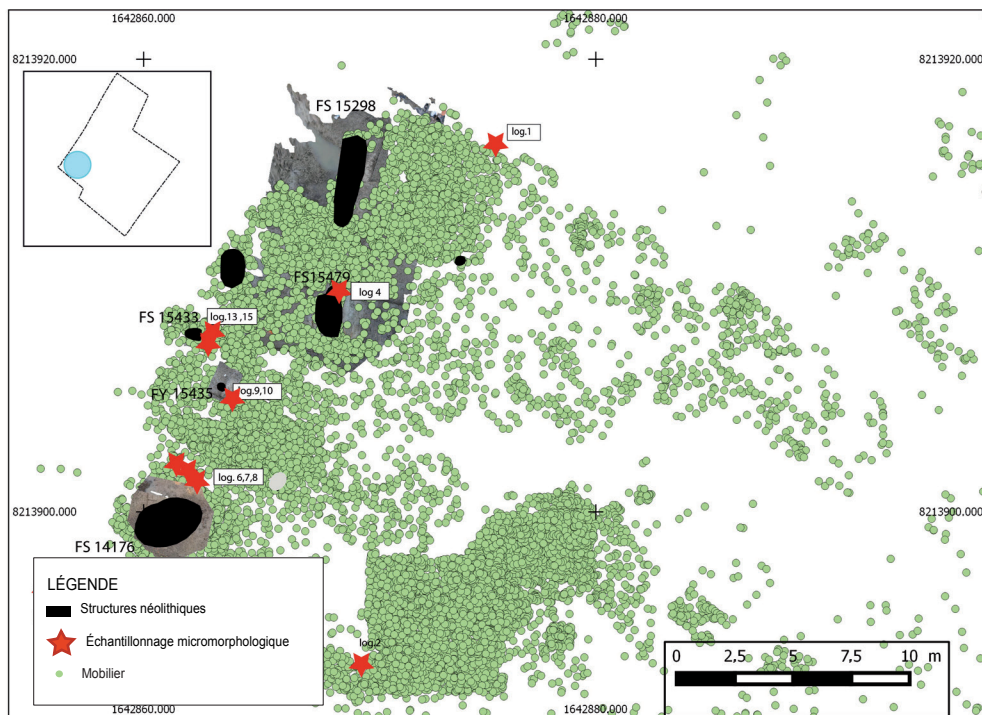 1642860.000 1642880.000
8213920.000 8213920.000
FS 15298
log.1
FS15479
log 4
FS 15433 log.13,15
FY 15435 log.9,10
log. 6,7,8
8213900.000 8213900.000
FS 14176
LÉGENDE
Structures néolithiques
Échantillonnage micromorphologique
Mobilier
log.2
0 2,5 5 7,5 10 m
1642860.000 1642880.000